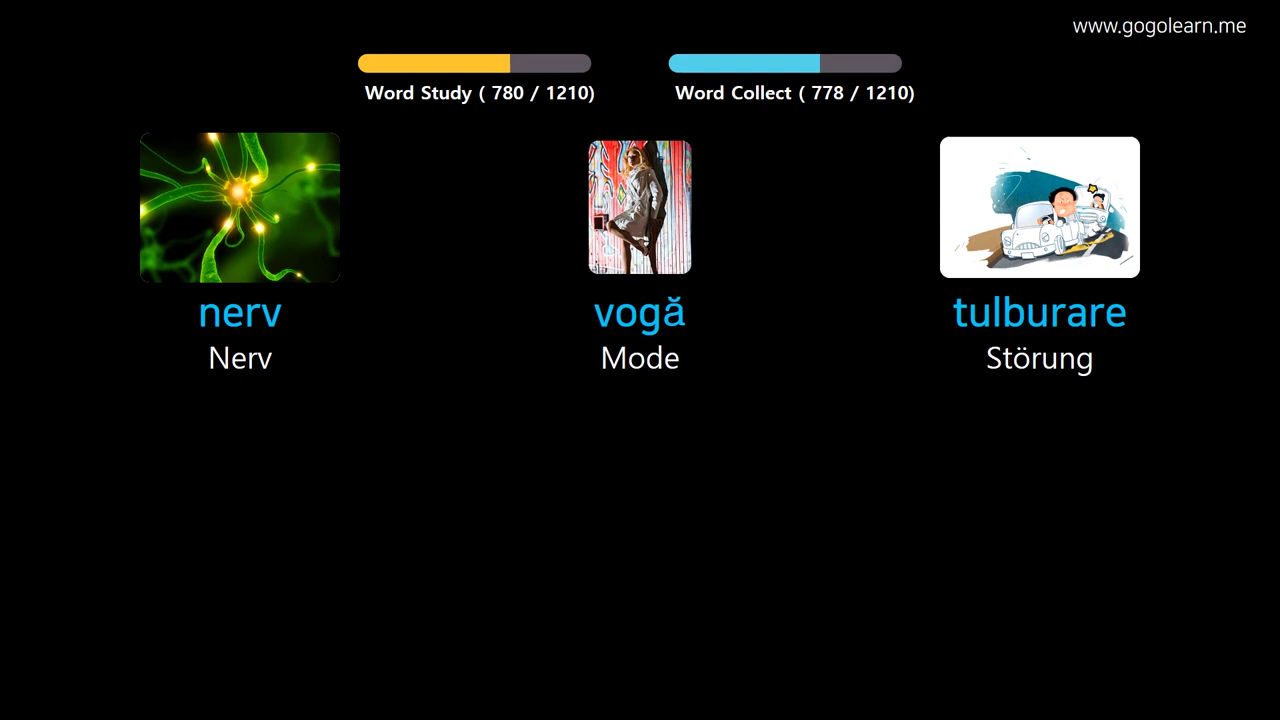 www.gogolearn.me
Word Study ( 780 / 1210)
Word Collect ( 778 / 1210)
nerv
vogă
tulburare
Nerv
Mode
Störung